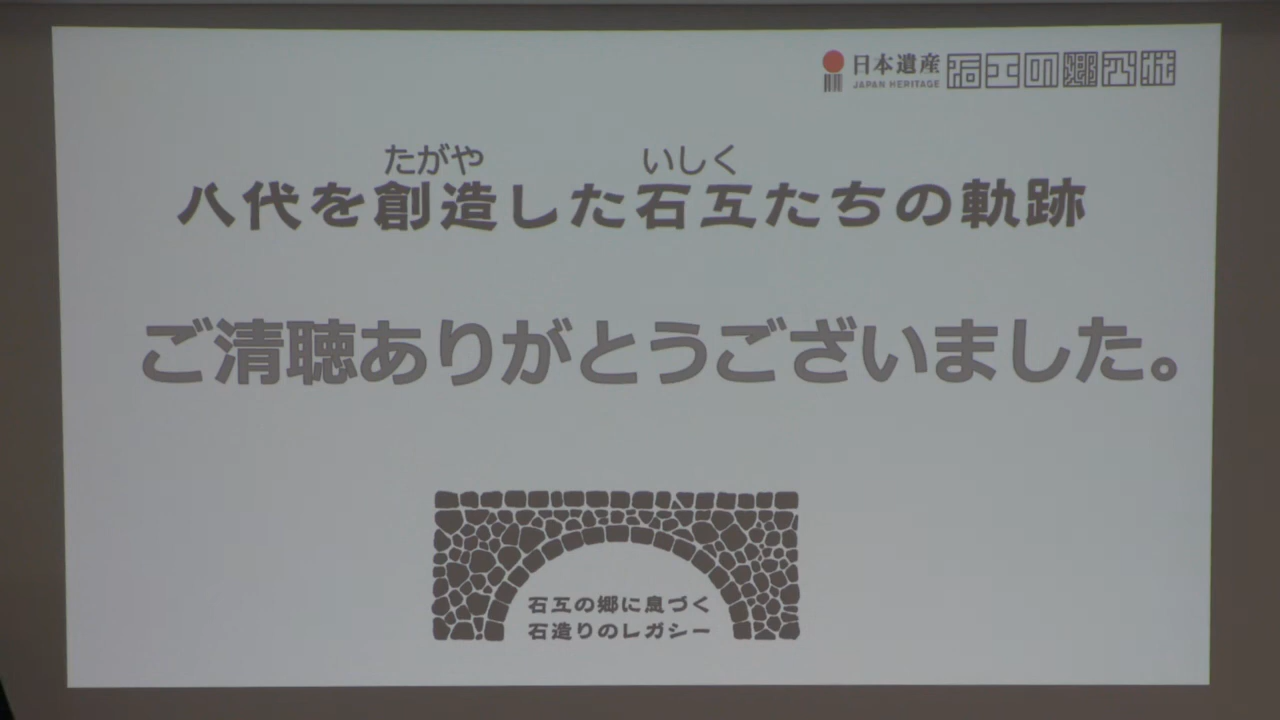 日本遺産 石工の郷八代
JAPAN HERITAGE
たがや いしく
八代を創造した石工たちの軌跡
ご清聴ありがとうございました。
石工の郷に息づく
石造りのレガシー